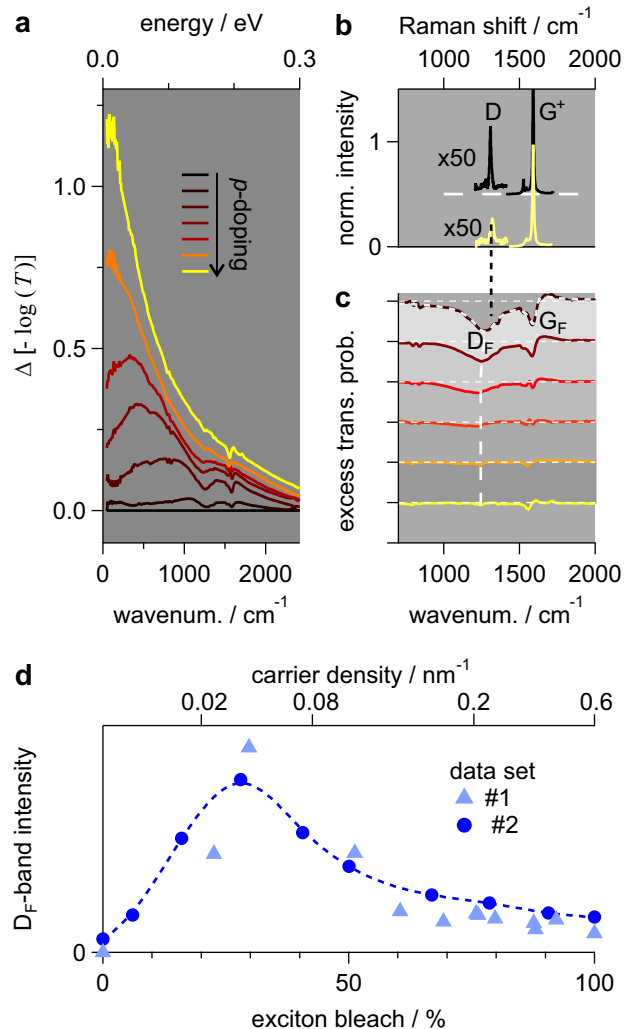 a
energy / eV
0.0
0.3
1.0
0.5
0.0
Δ [- log (T)]
p-doping
0
1000
2000
wavenum. / cm⁻¹
b
Raman shift / cm⁻¹
1000
1500
2000
1
0
norm. intensity
D
G⁺
x50
x50
c
excess trans. prob.
D_F
G_F
1000
1500
2000
wavenum. / cm⁻¹
d
carrier density / nm⁻¹
0.02
0.08
0.2
0.6
D_F-band intensity
0
data set
#1
#2
0
50
100
exciton bleach / %